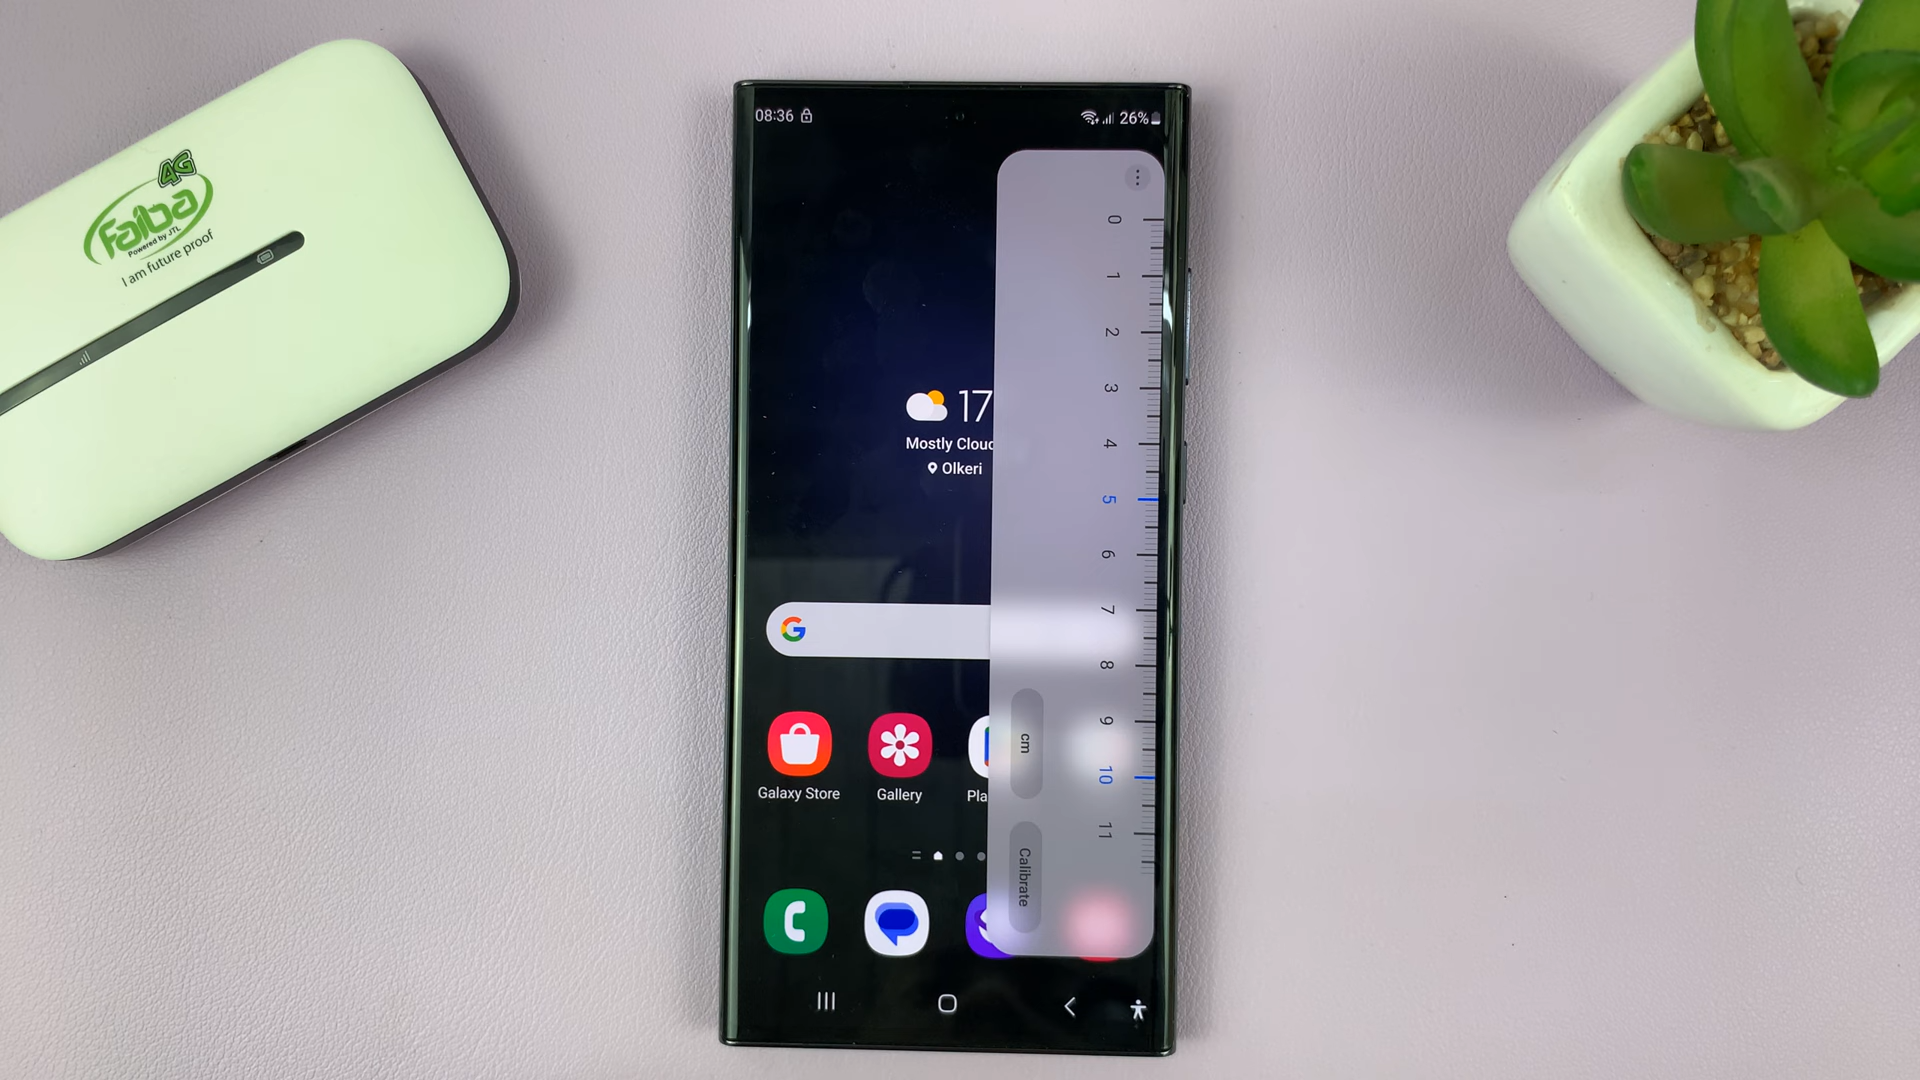 4G
Faiba
Powered by JTL
I am future proof
08:36
26%
17
Mostly Clouc
Olkeri
0
1
2
3
4
5
6
7
8
9
10
11
cm
Calibrate
G
Galaxy Store
Gallery
Pla